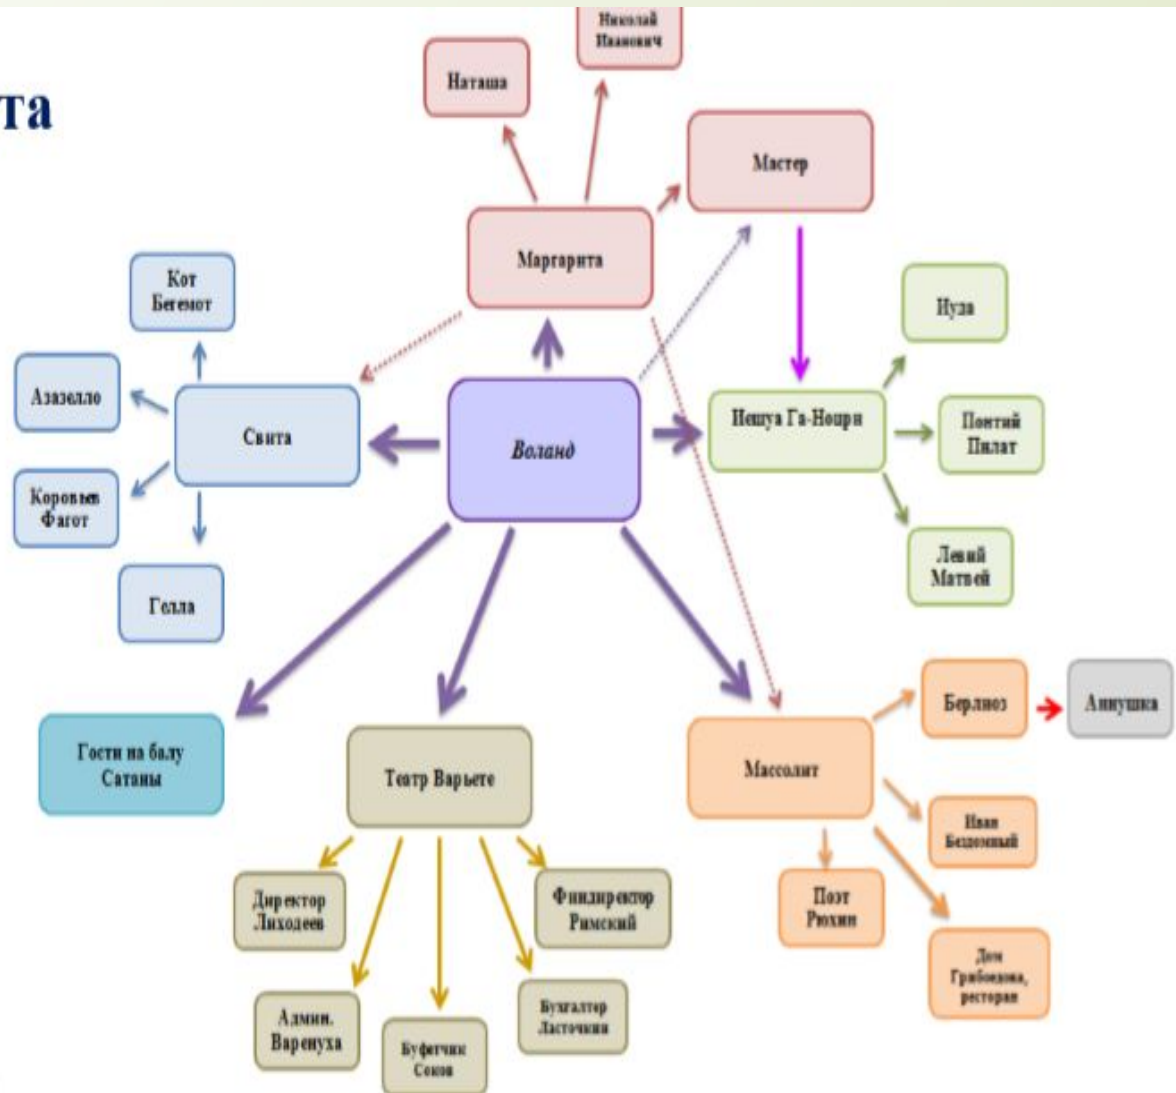 Николай
Иванович
Наташа
та
Мастер
Маргарита
Кот
Бегемот
Иуда
Азазелло
Свита
Воланд
Иешуа Га-Ноцри
Понтий
Пилат
Коровьев
Фагот
Левий
Матвей
Гелла
Берлиоз
Аннушка
Гости на балу
Сатаны
Театр Варьете
Массолит
Иван
Бездомный
Директор
Лиходеев
Финдиректор
Римский
Поэт
Рюхин
Дом
Грибоедова,
ресторан
Админ.
Варенуха
Буфетчик
Соков
Бухгалтер
Ласточкин